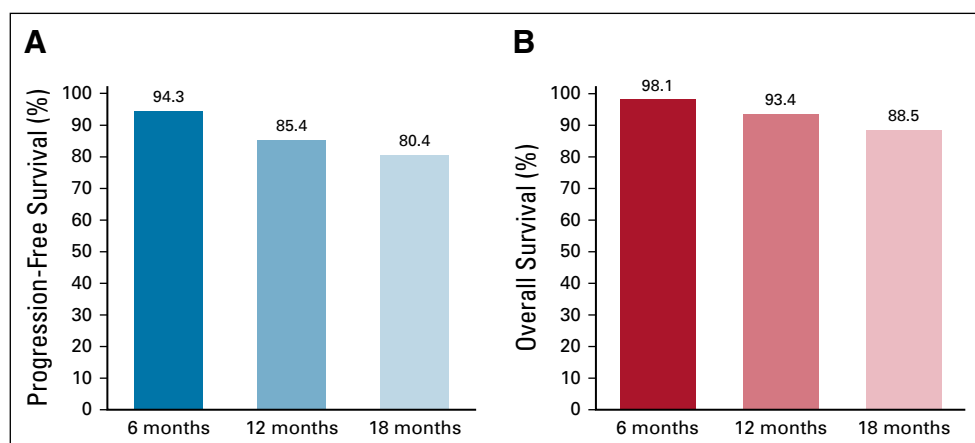 A
Progression-Free Survival (%)
100
90
80
70
60
50
40
30
20
10
0
94.3
85.4
80.4
6 months
12 months
18 months
B
Overall Survival (%)
100
90
80
70
60
50
40
30
20
10
0
98.1
93.4
88.5
6 months
12 months
18 months